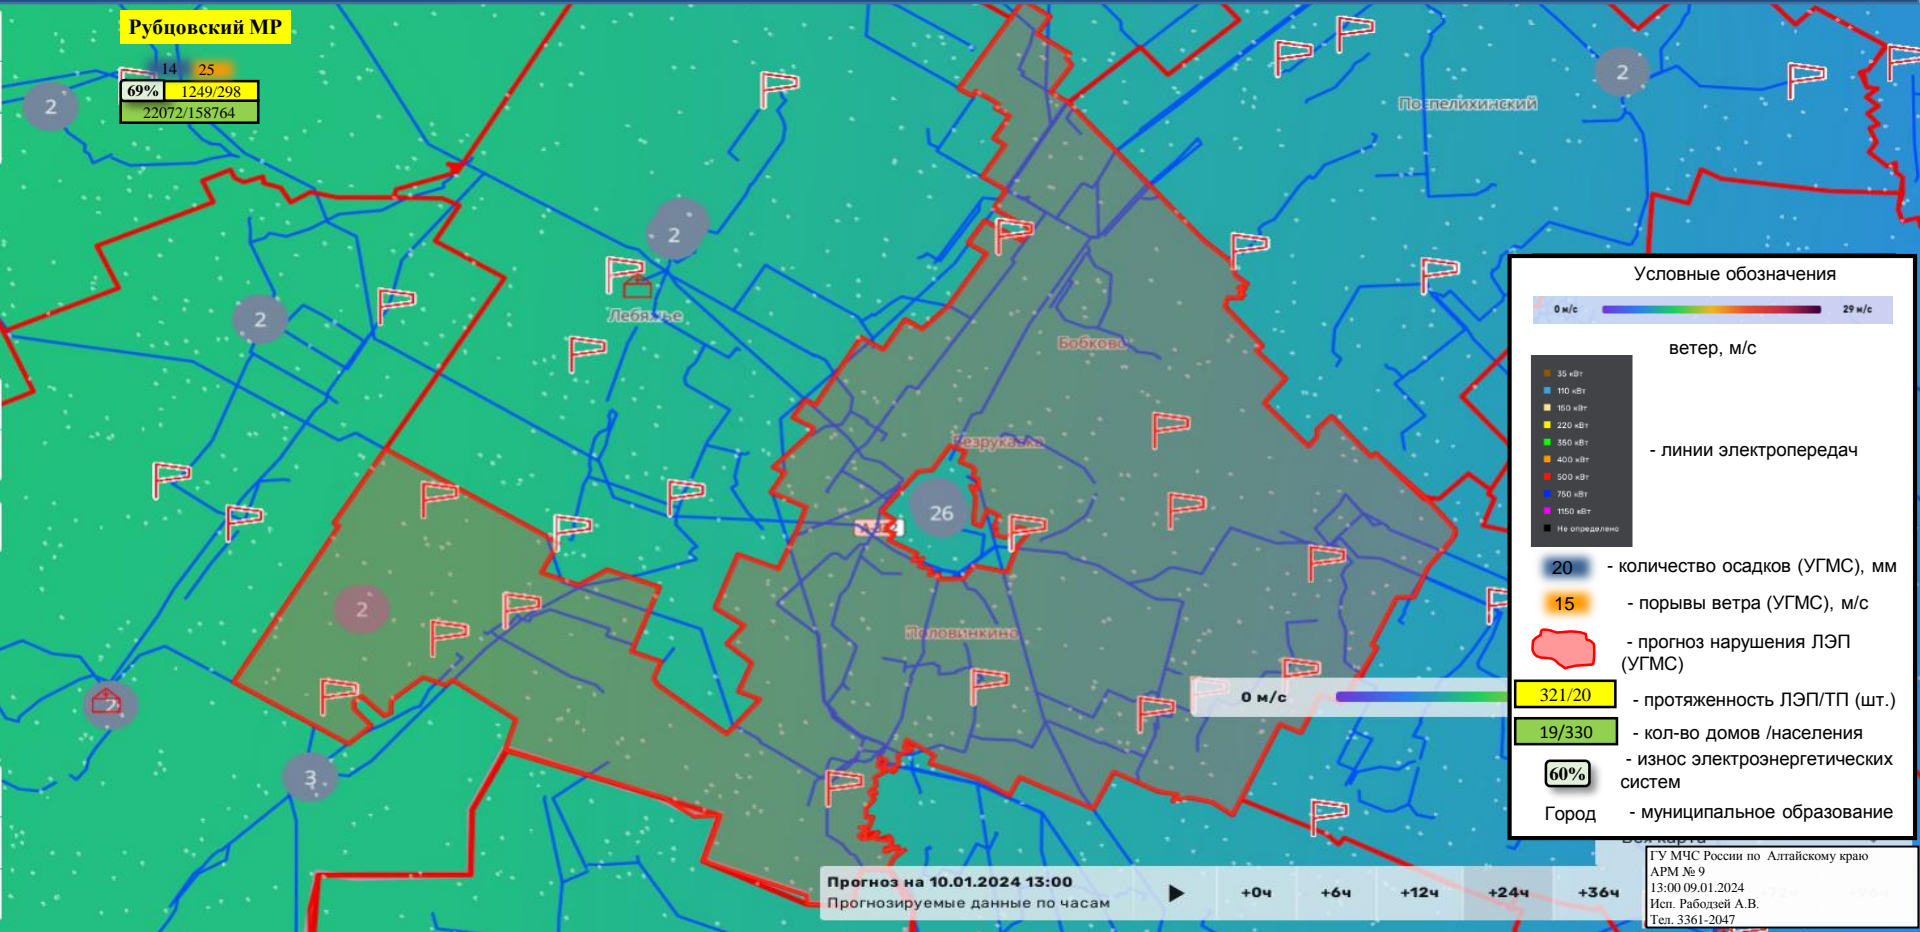 Рубцовский МР
14 25
69% 1249/298
22072/158764
2
2
2
2
2
2
3
26
Поспелихинский
Лебяжье
Бобково
Безрукавка
Половинкино
0 м/с
Условные обозначения
0 м/с 29 м/с
ветер, м/с
35 кВт
110 кВт
150 кВт
220 кВт
350 кВт
400 кВт
500 кВт
750 кВт
1150 кВт
Не определено
- линии электропередач
20 - количество осадков (УГМС), мм
15 - порывы ветра (УГМС), м/с
- прогноз нарушения ЛЭП
(УГМС)
321/20 - протяженность ЛЭП/ТП (шт.)
19/330 - кол-во домов /населения
60% - износ электроэнергетических
систем
Город - муниципальное образование
Прогноз на 10.01.2024 13:00
Прогнозируемые данные по часам
+0ч +6ч +12ч +24ч +36ч
ГУ МЧС России по Алтайскому краю
АРМ № 9
13:00 09.01.2024
Исп. Рабодзей А.В.
Тел. 3361-2047